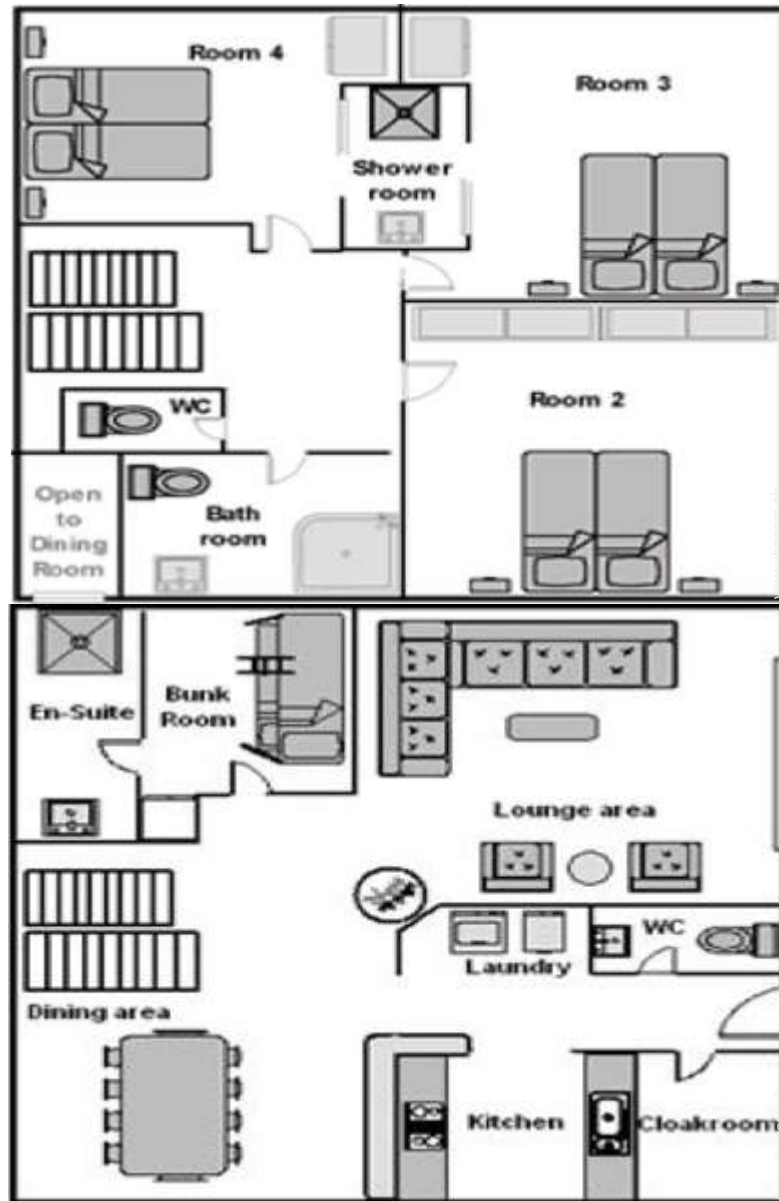 Room 4
Room 3
Shower
room
WC
Room 2
Open
to
Dining
Room
Bath
room
En-Suite
Bunk
Room
Lounge area
WC
Laundry
Dining area
Kitchen
Cloakroom